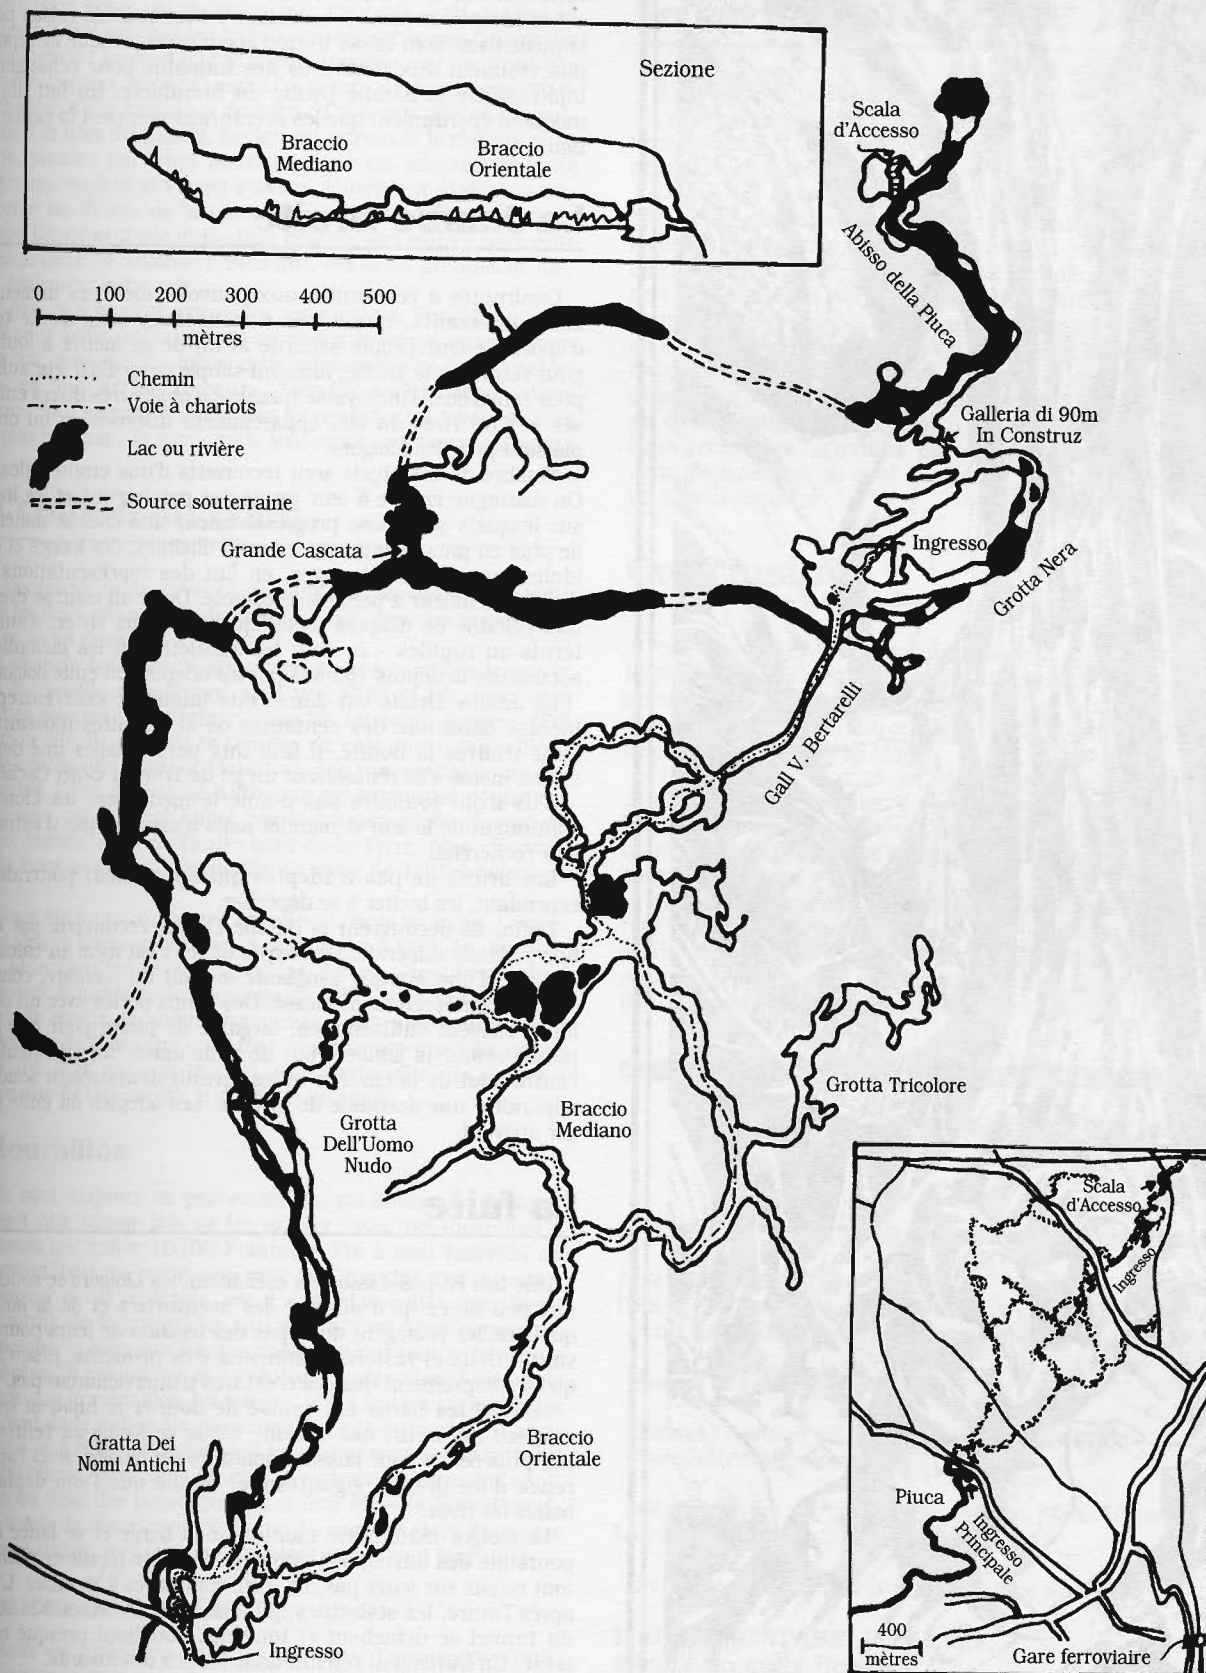 Sezione
Braccio
Mediano
Braccio
Orientale
Scala
d'Accesso
Abisso della Piuca
0 100 200 300 400 500
mètres
Chemin
Voie à chariots
Lac ou rivière
Source souterraine
Galleria di 90m
In Construz
Grande Cascata
Ingresso
Grotta Nera
Gall V. Bertarelli
Grotta Tricolore
Braccio
Mediano
Grotta
Dell'Uomo
Nudo
Gratta Dei
Nomi Antichi
Braccio
Orientale
Ingresso
Scala
d'Accesso
Ingresso
Piuca
Ingresso
Principale
400
mètres
Gare ferroviaire